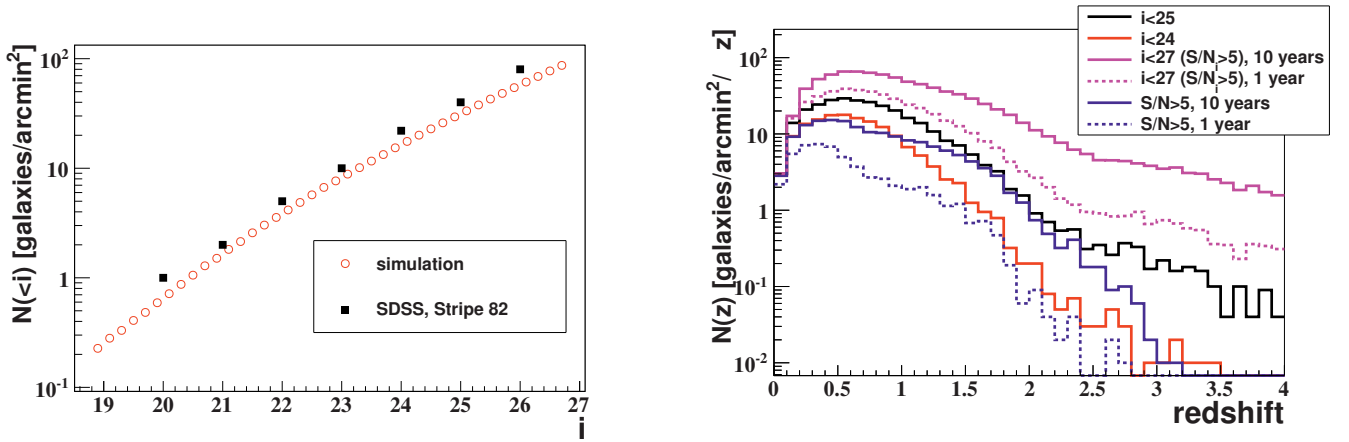 N(<i) [galaxies/arcmin²]
10²
10
1
10⁻¹
19 20 21 22 23 24 25 26 27
i
simulation
SDSS, Stripe 82
N(z) [galaxies/arcmin²/ z]
10²
10
1
10⁻¹
10⁻²
0 0.5 1 1.5 2 2.5 3 3.5 4
redshift
i<25
i<24
i<27 (S/Nᵢ>5), 10 years
i<27 (S/Nᵢ>5), 1 year
S/N>5, 10 years
S/N>5, 1 year